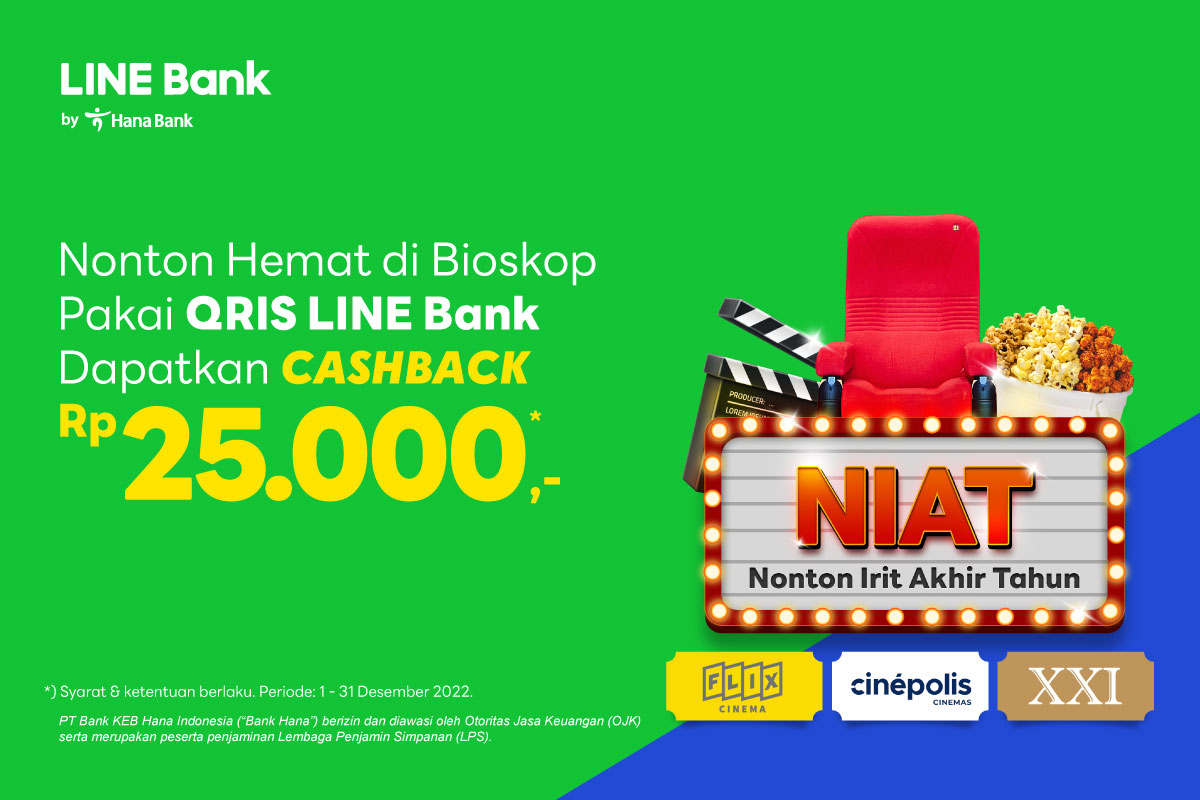 LINE Bank
by Hana Bank
Nonton Hemat di Bioskop
Pakai QRIS LINE Bank
Dapatkan CASHBACK
Rp25.000,-*
21
PRODUCER: ...
NIAT
Nonton Irit Akhir Tahun
FLIX
CINEMA
cinépolis
CINEMAS
XXI
*) Syarat & ketentuan berlaku. Periode: 1 - 31 Desember 2022.
PT Bank KEB Hana Indonesia (“Bank Hana”) berizin dan diawasi oleh Otoritas Jasa Keuangan (OJK)
serta merupakan peserta penjaminan Lembaga Penjamin Simpanan (LPS).